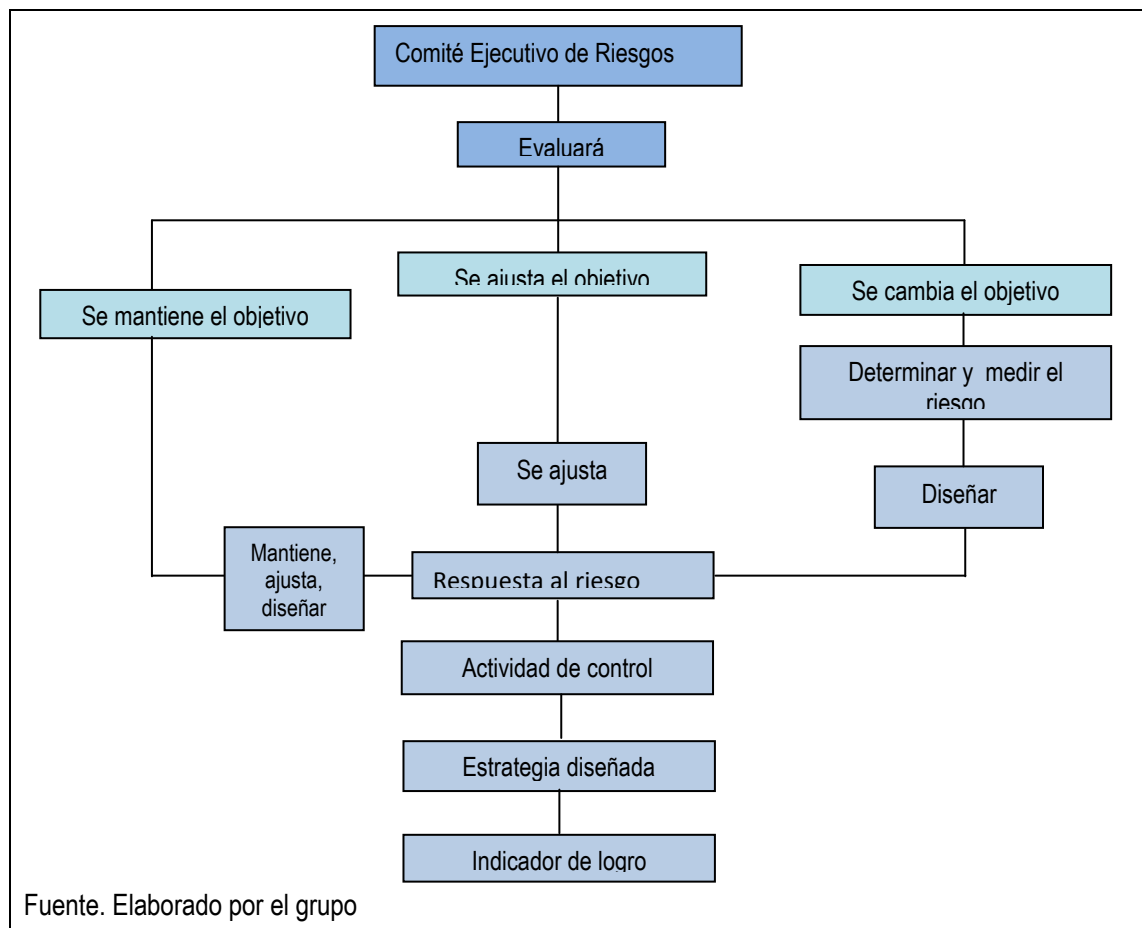 Comité Ejecutivo de Riesgos
Evaluará
Se mantiene el objetivo
Se ajusta el objetivo
Se cambia el objetivo
Determinar y medir el
riesgo
Se ajusta
Diseñar
Mantiene,
ajusta,
diseñar
Respuesta al riesgo
Actividad de control
Estrategia diseñada
Indicador de logro
Fuente. Elaborado por el grupo